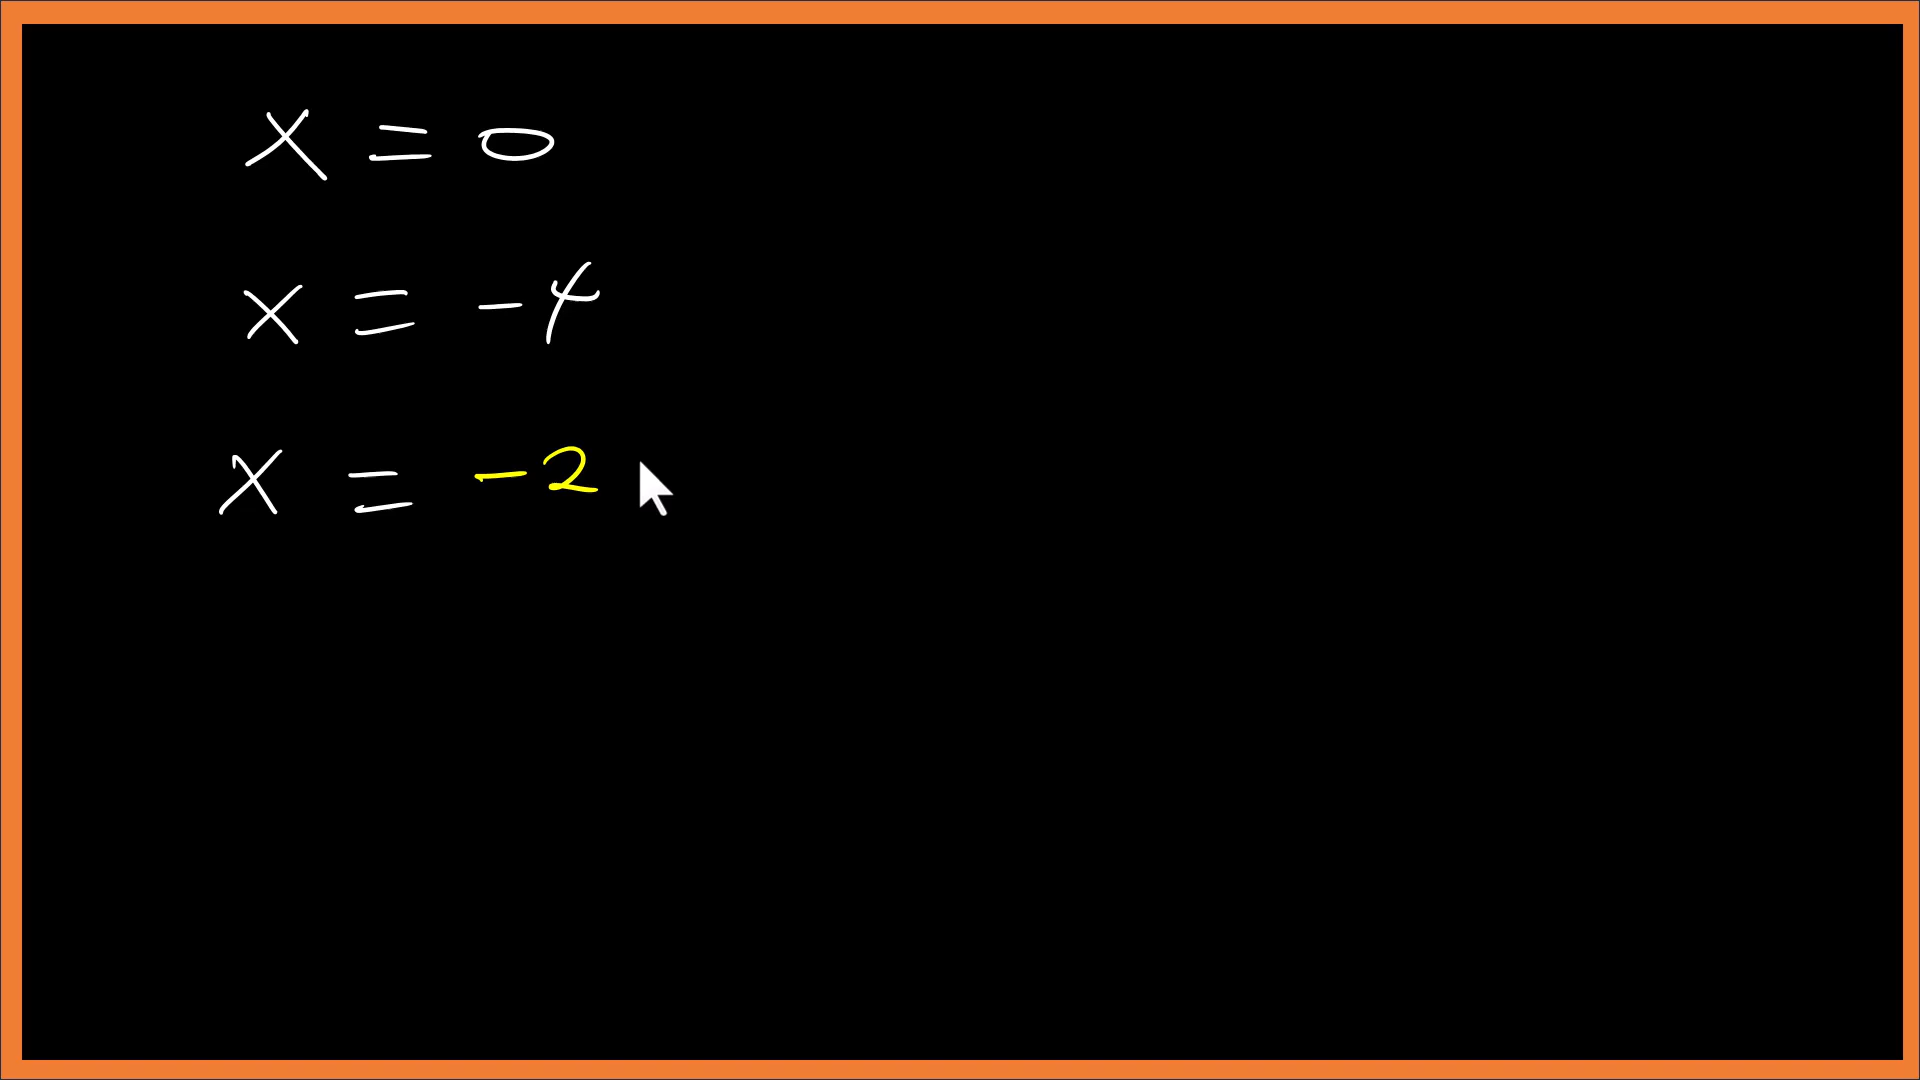 x = 0
x = -4
x = -2